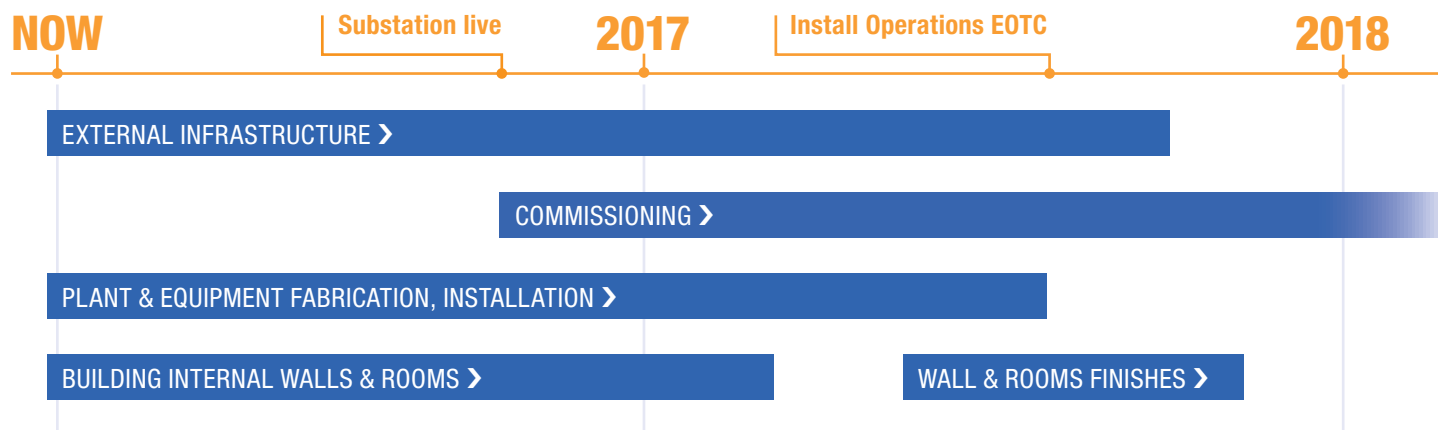 NOW
Substation live
2017
Install Operations EOTC
2018
EXTERNAL INFRASTRUCTURE ❯
COMMISSIONING ❯
PLANT & EQUIPMENT FABRICATION, INSTALLATION ❯
BUILDING INTERNAL WALLS & ROOMS ❯
WALL & ROOMS FINISHES ❯